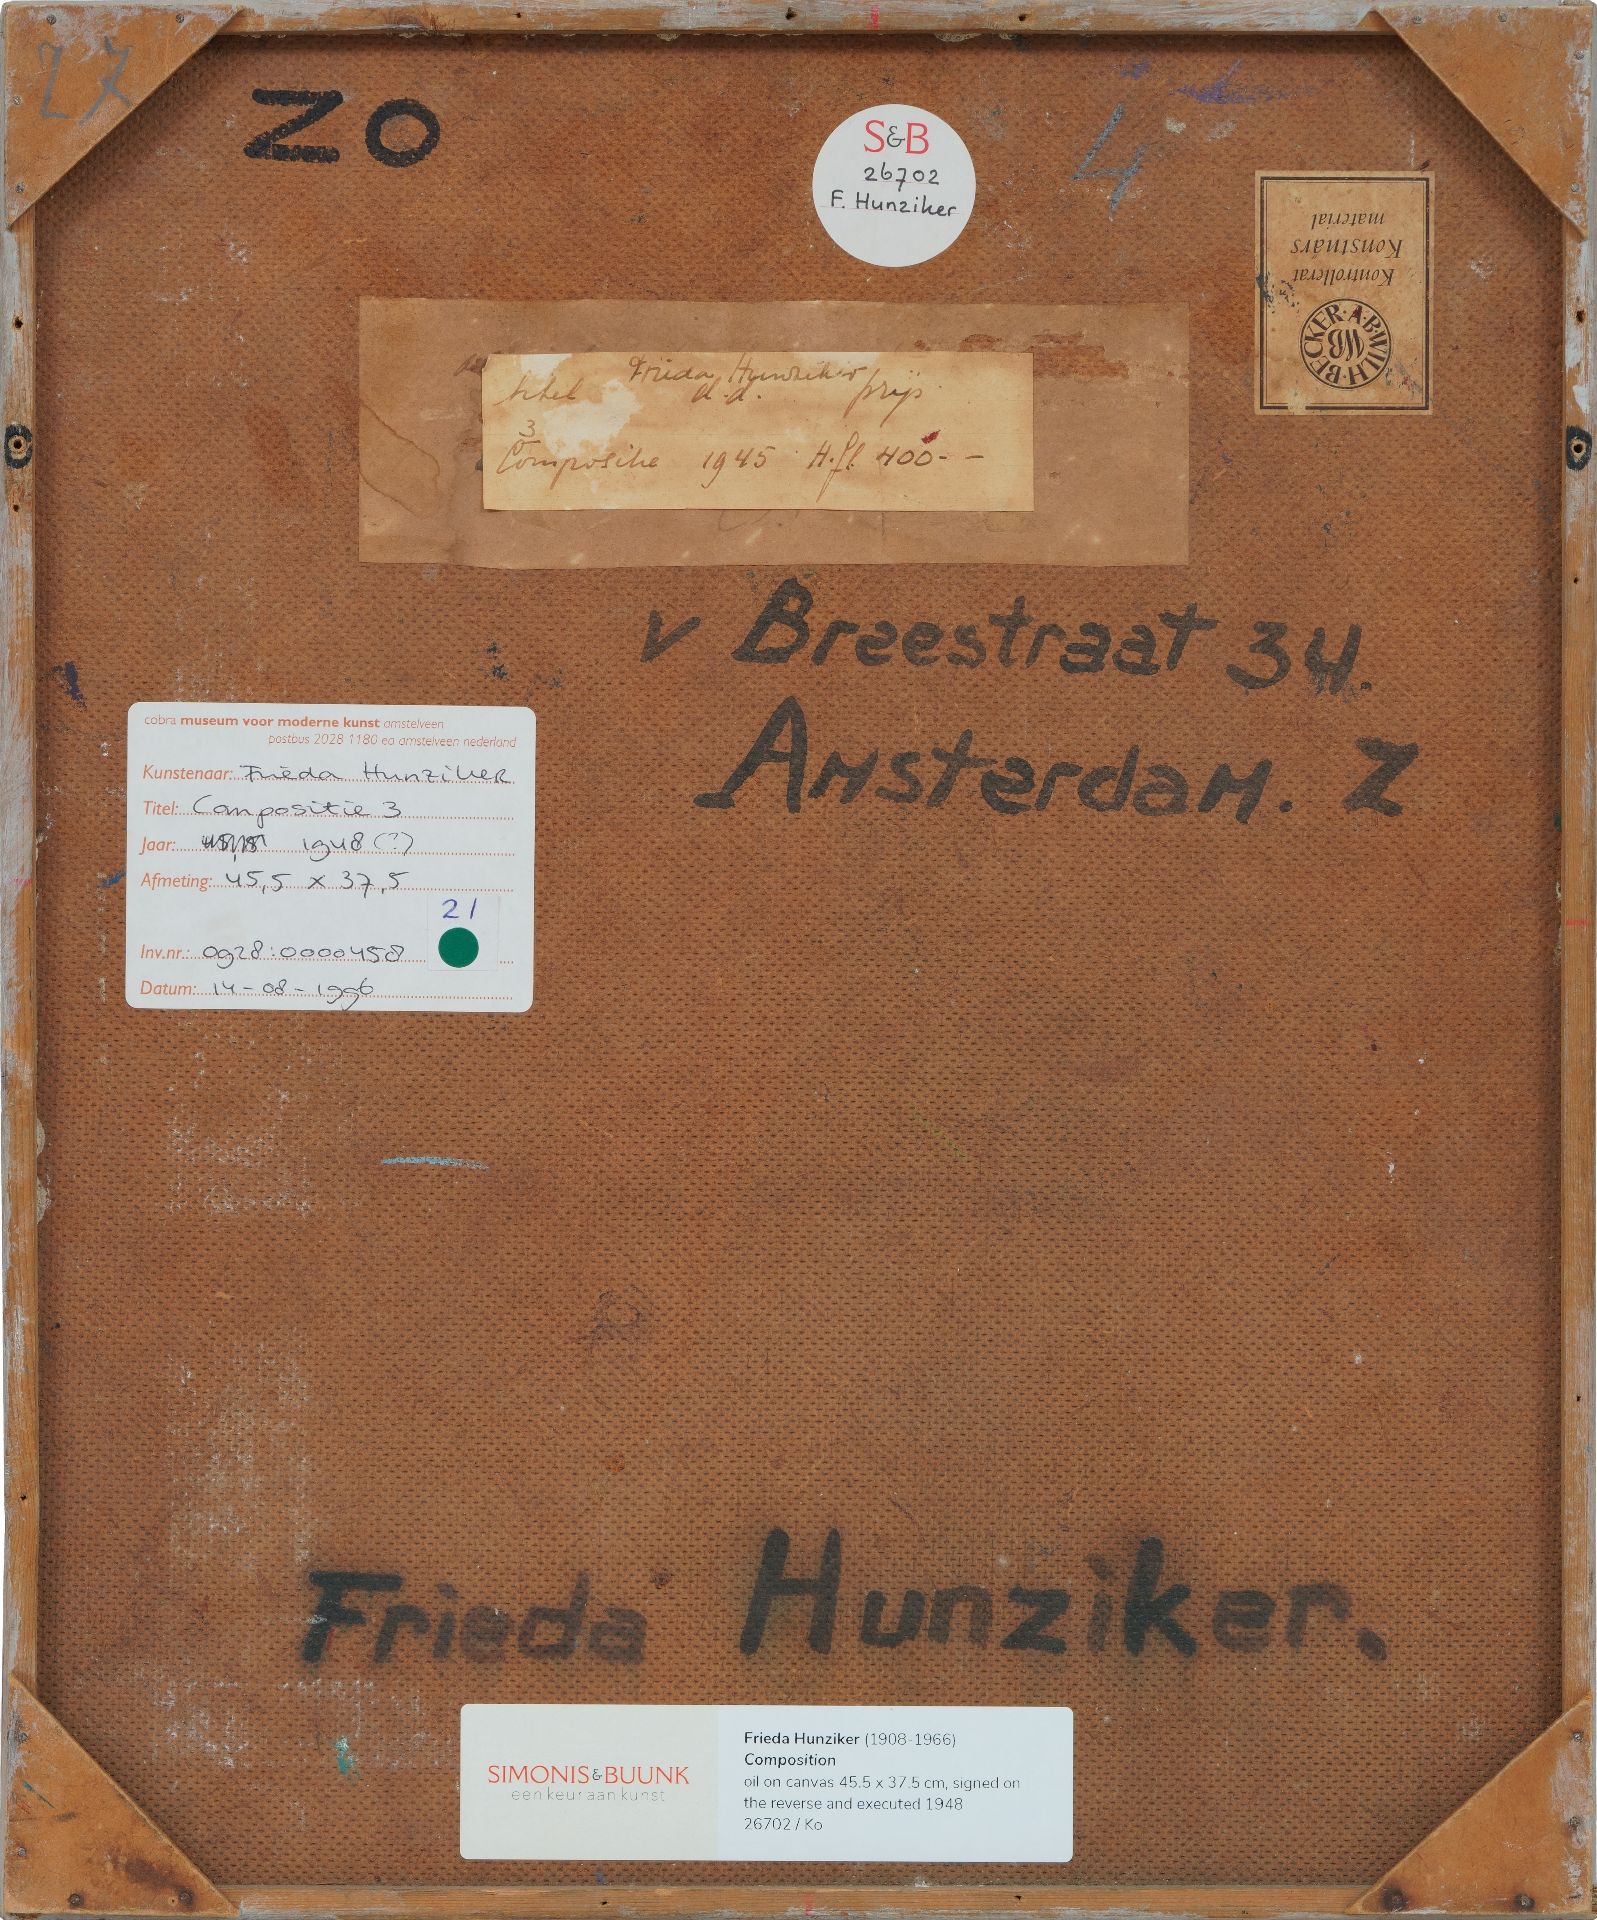 27
ZO
4
S&B
26702
F. Hunziker
Kontrollerat
Konstnärs
material
BECKER·A·B·WILH·
WB
Frieda Hunziker
titel d.d. prijs
3
Compositie 1945 H.fl. 400- -
v Breestraat 34.
Amsterdam. Z
cobra museum voor moderne kunst amstelveen
postbus 2028 1180 ea amstelveen nederland
Kunstenaar: Frieda Hunziker
Titel: Compositie 3
Jaar: 1948 (?)
Afmeting: 45,5 x 37,5
21
Inv.nr.: 0928:0000458
Datum: 14-08-1996
Frieda Hunziker.
SIMONIS&BUUNK
een keur aan kunst
Frieda Hunziker (1908-1966)
Composition
oil on canvas 45.5 x 37.5 cm, signed on
the reverse and executed 1948
26702 / Ko